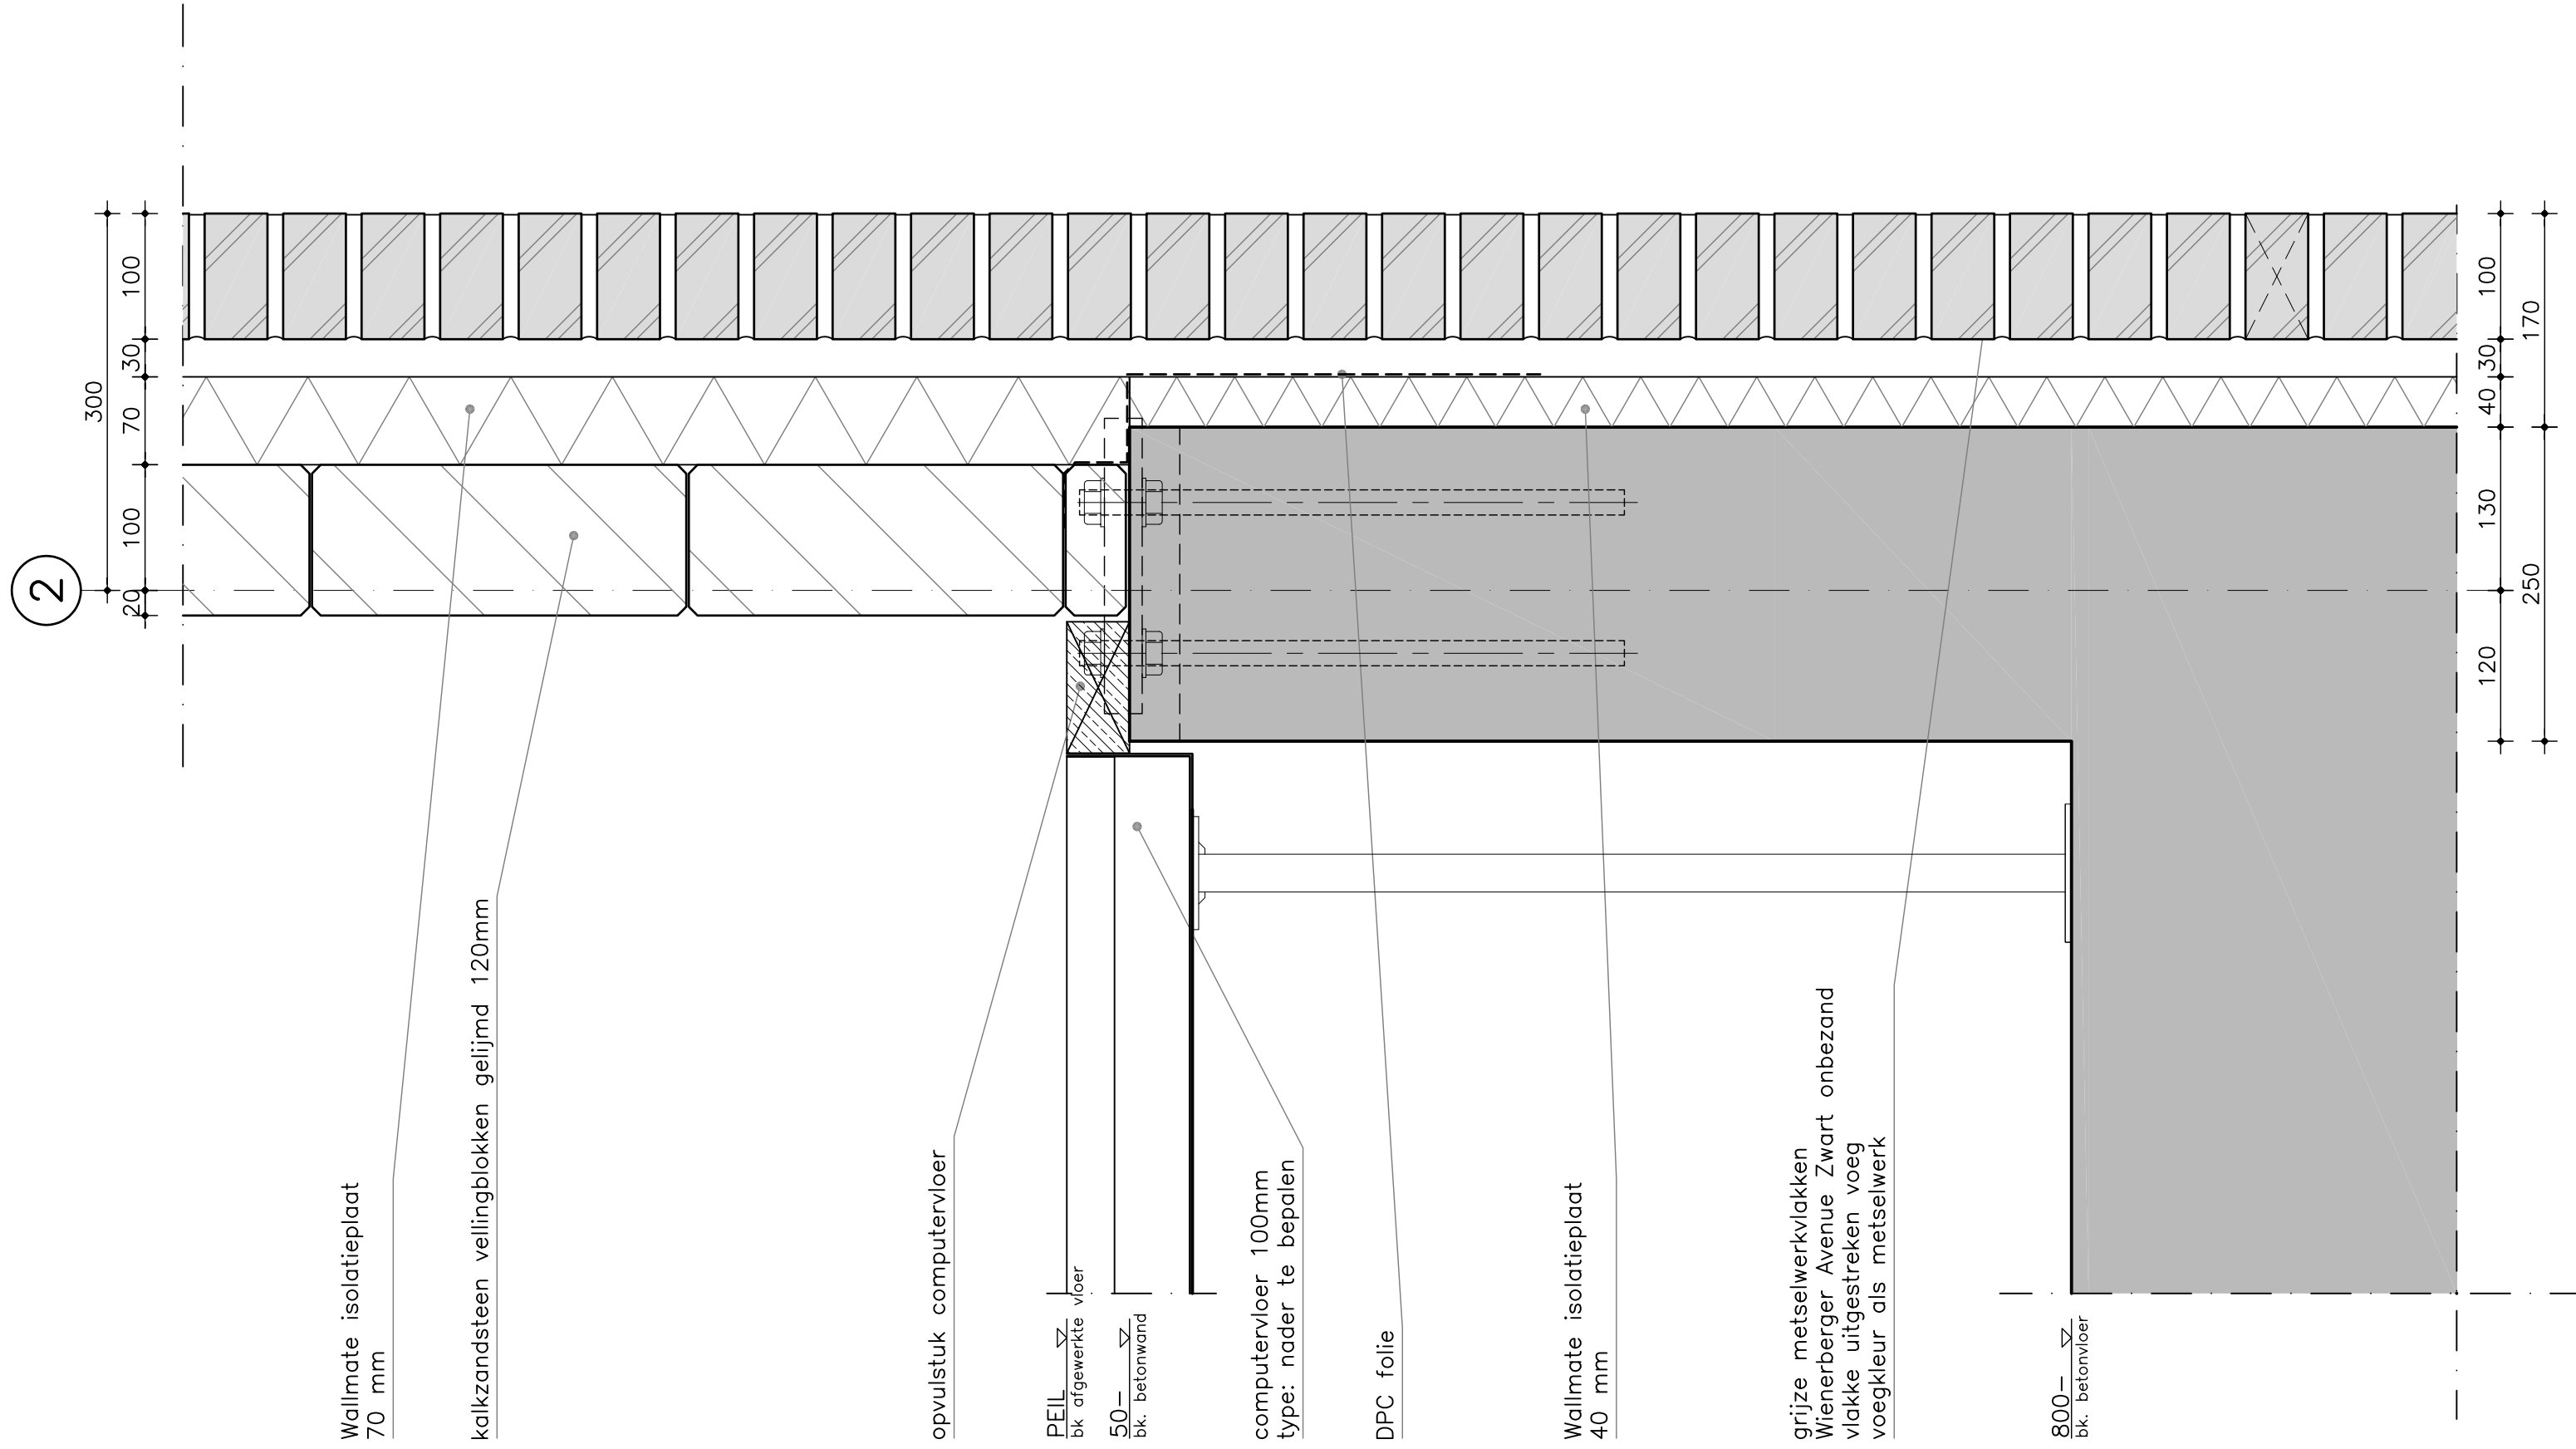 2
300
100
30
70
100
20
Wallmate isolatieplaat
70 mm
kalkzandsteen vellingblokken gelijmd 120mm
opvulstuk computervloer
PEIL
bk afgewerkte vloer
50-
bk. betonwand
computervloer 100mm
type: nader te bepalen
DPC folie
Wallmate isolatieplaat
40 mm
grijze metselwerkvlakken
Wienerberger Avenue Zwart onbezand
vlakke uitgestreken voeg
voegkleur als metselwerk
800-
bk. betonvloer
100
30
40
130
120
170
250